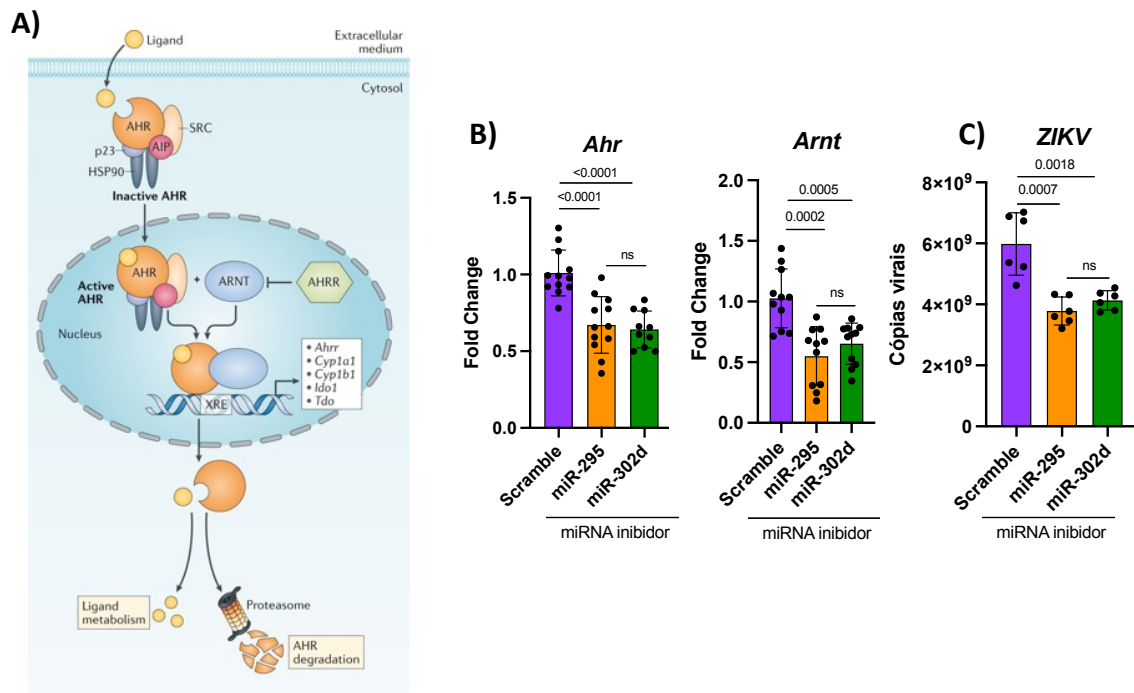 A)
Ligand
Extracellular
medium
Cytosol
AHR
SRC
AIP
p23
HSP90
Inactive AHR
AHR
+
ARNT
AHRR
Active
AHR
Nucleus
• Ahrr
• Cyp1a1
• Cyp1b1
• Ido1
• Tdo
XRE
Ligand
metabolism
Proteasome
AHR
degradation
B)
Ahr
<0.0001
<0.0001
ns
Fold Change
1.5
1.0
0.5
0.0
Scramble
miR-295
miR-302d
miRNA inibidor
Arnt
0.0005
0.0002
ns
Fold Change
2.0
1.5
1.0
0.5
0.0
Scramble
miR-295
miR-302d
miRNA inibidor
C)
ZIKV
0.0018
0.0007
ns
Cópias virais
8×10⁹
6×10⁹
4×10⁹
2×10⁹
0
Scramble
miR-295
miR-302d
miRNA inibidor